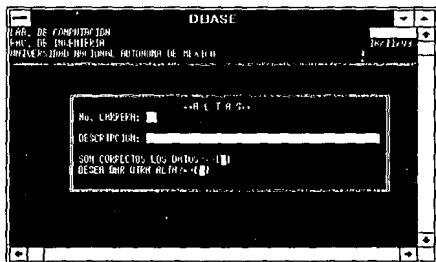 DBASE
LAB. DE COMPUTACION
FAC. DE INGENIERIA
UNIVERSIDAD NACIONAL AUTONOMA DE MEXICO
**A L T A S**
No. CARRERA:
DESCRIPCION:
SON CORRECTOS LOS DATOS
DESEA DAR OTRA ALTA?